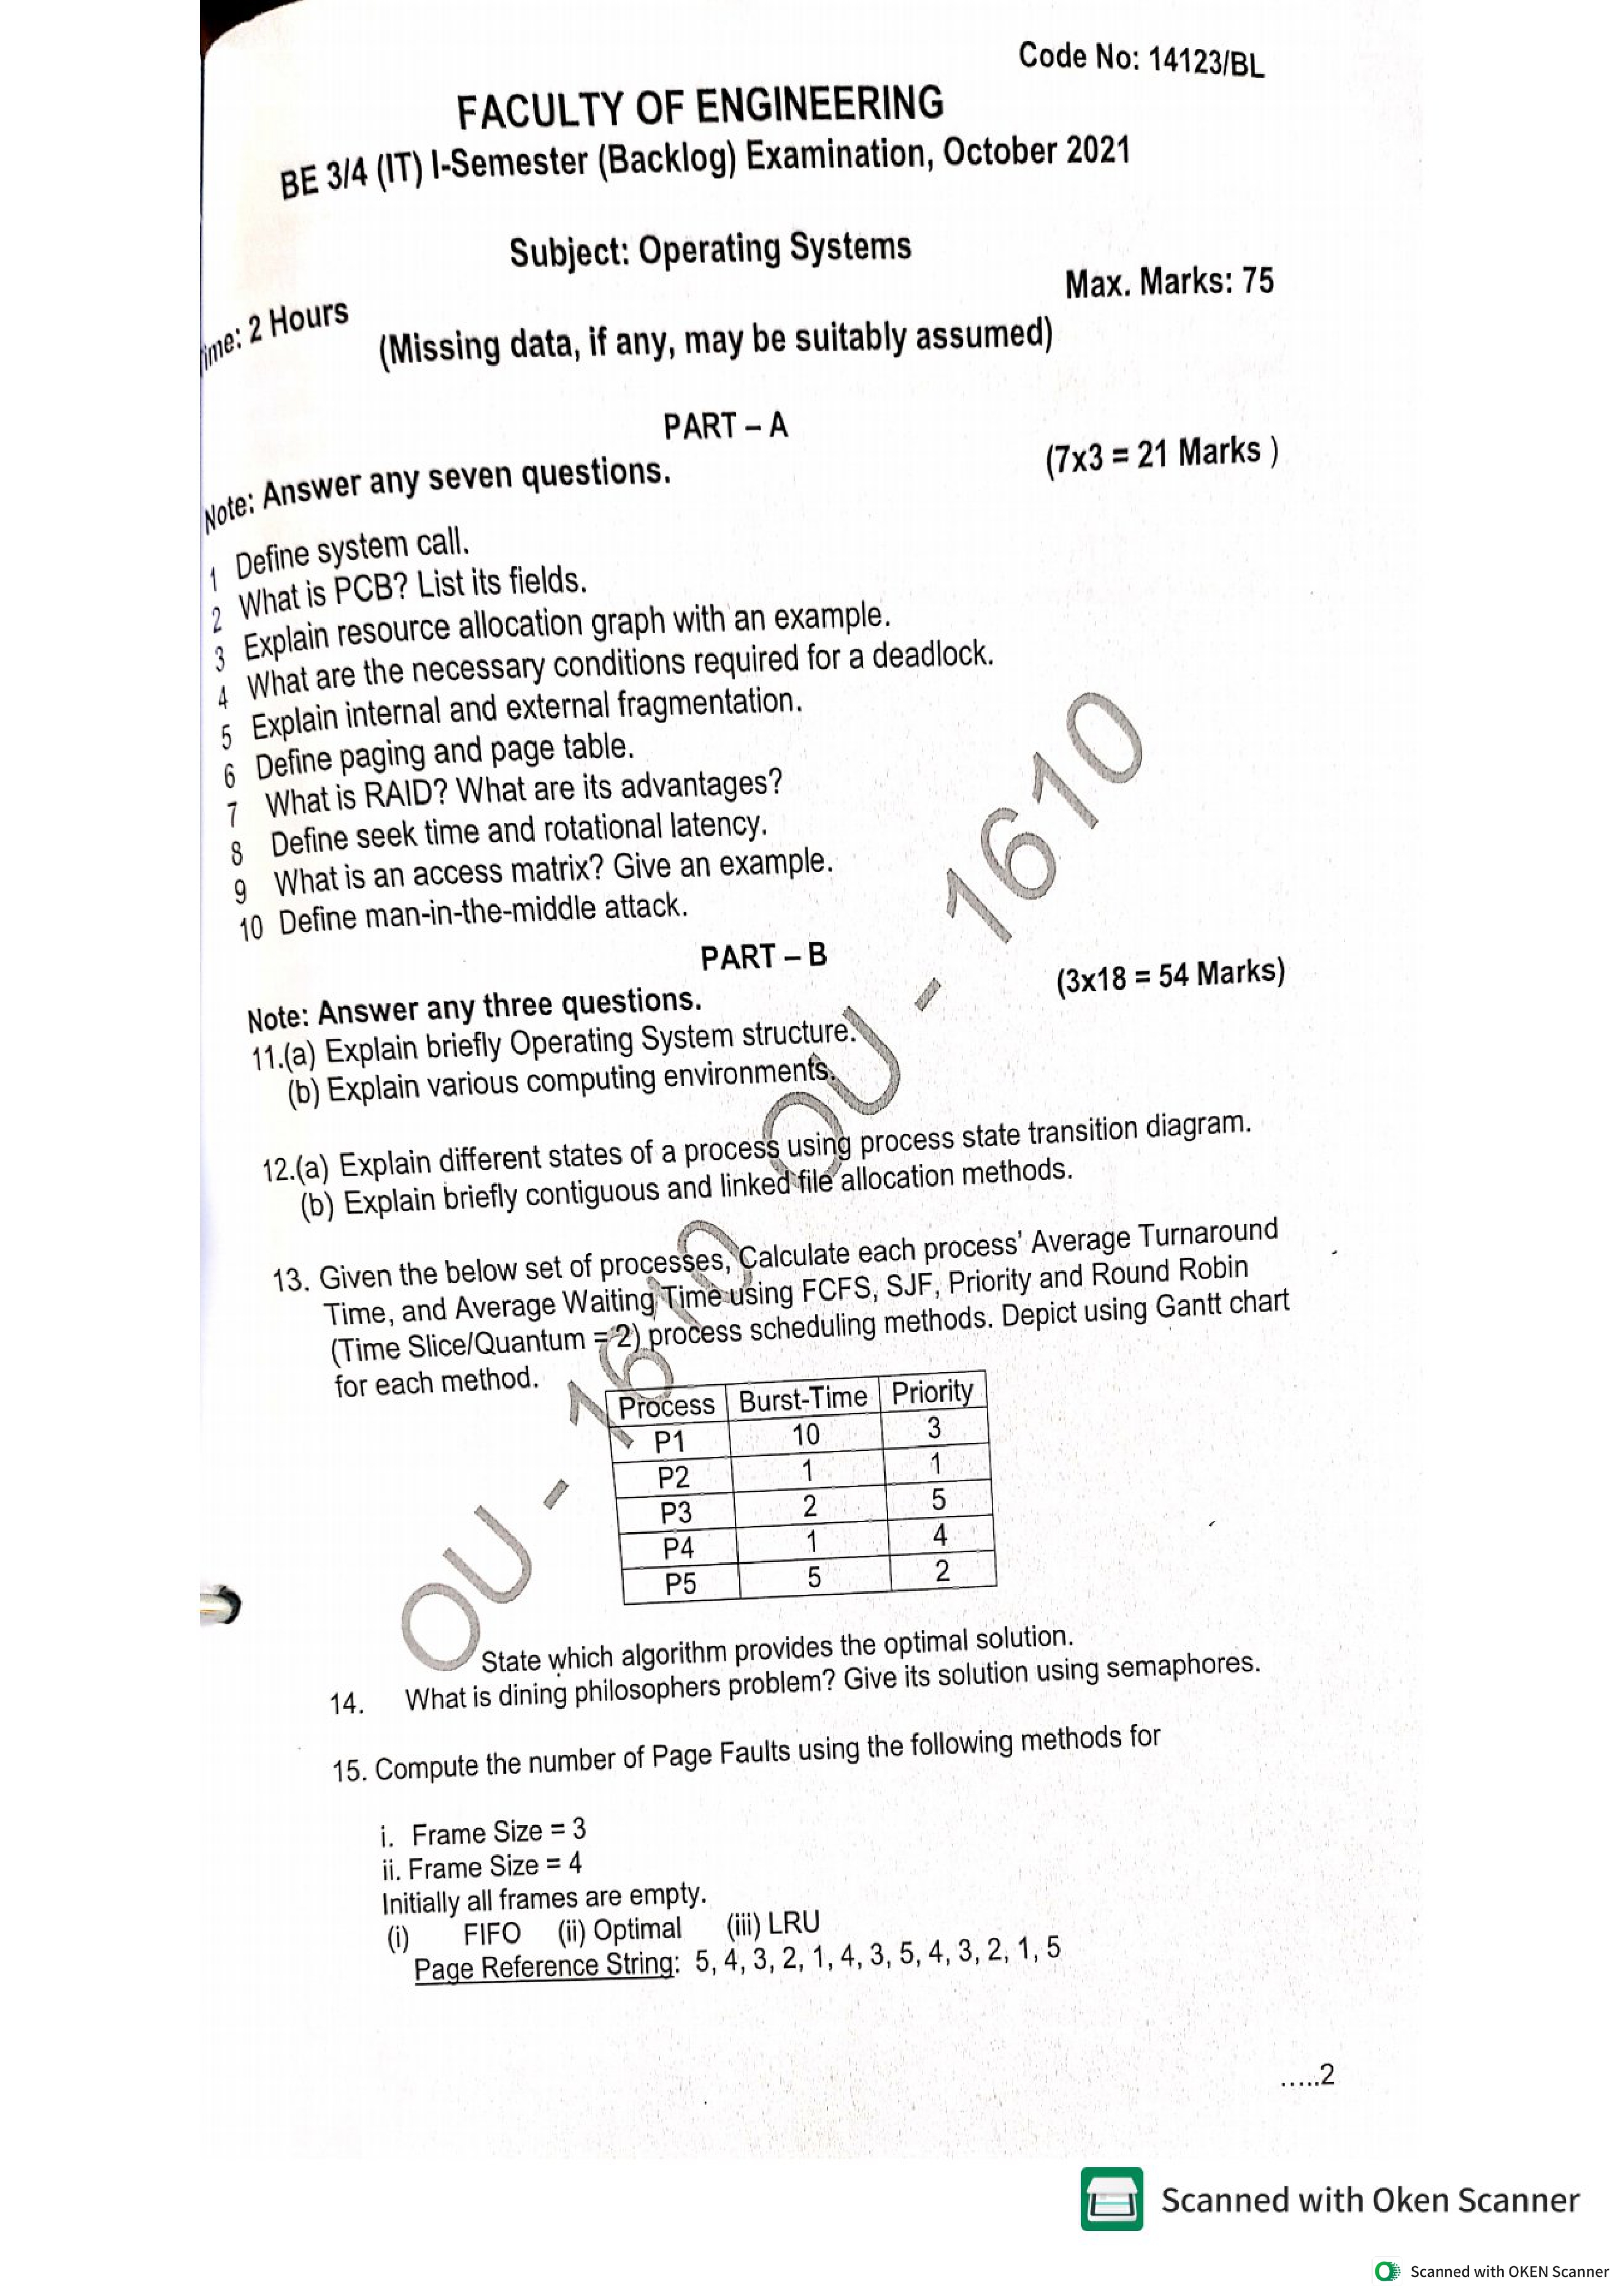 Code No: 14123/BL
FACULTY OF ENGINEERING
BE 3/4 (IT) I-Semester (Backlog) Examination, October 2021
Subject: Operating Systems
ime: 2 Hours
Max. Marks: 75
(Missing data, if any, may be suitably assumed)
PART – A
Note: Answer any seven questions.
(7x3 = 21 Marks )
1 Define system call.
2 What is PCB? List its fields.
3 Explain resource allocation graph with an example.
4 What are the necessary conditions required for a deadlock.
5 Explain internal and external fragmentation.
6 Define paging and page table.
7 What is RAID? What are its advantages?
8 Define seek time and rotational latency.
9 What is an access matrix? Give an example.
10 Define man-in-the-middle attack.
PART – B
Note: Answer any three questions.
(3x18 = 54 Marks)
11.(a) Explain briefly Operating System structure.
(b) Explain various computing environments.
12.(a) Explain different states of a process using process state transition diagram.
(b) Explain briefly contiguous and linked file allocation methods.
13. Given the below set of processes, Calculate each process' Average Turnaround
Time, and Average Waiting Time using FCFS, SJF, Priority and Round Robin
(Time Slice/Quantum = 2) process scheduling methods. Depict using Gantt chart
for each method.
Process Burst-Time Priority
P1 10 3
P2 1 1
P3 2 5
P4 1 4
P5 5 2
State which algorithm provides the optimal solution.
14. What is dining philosophers problem? Give its solution using semaphores.
15. Compute the number of Page Faults using the following methods for
i. Frame Size = 3
ii. Frame Size = 4
Initially all frames are empty.
(i) FIFO (ii) Optimal (iii) LRU
Page Reference String: 5, 4, 3, 2, 1, 4, 3, 5, 4, 3, 2, 1, 5
.....2
OU - 1610 OU - 1610
Scanned with Oken Scanner
Scanned with OKEN Scanner